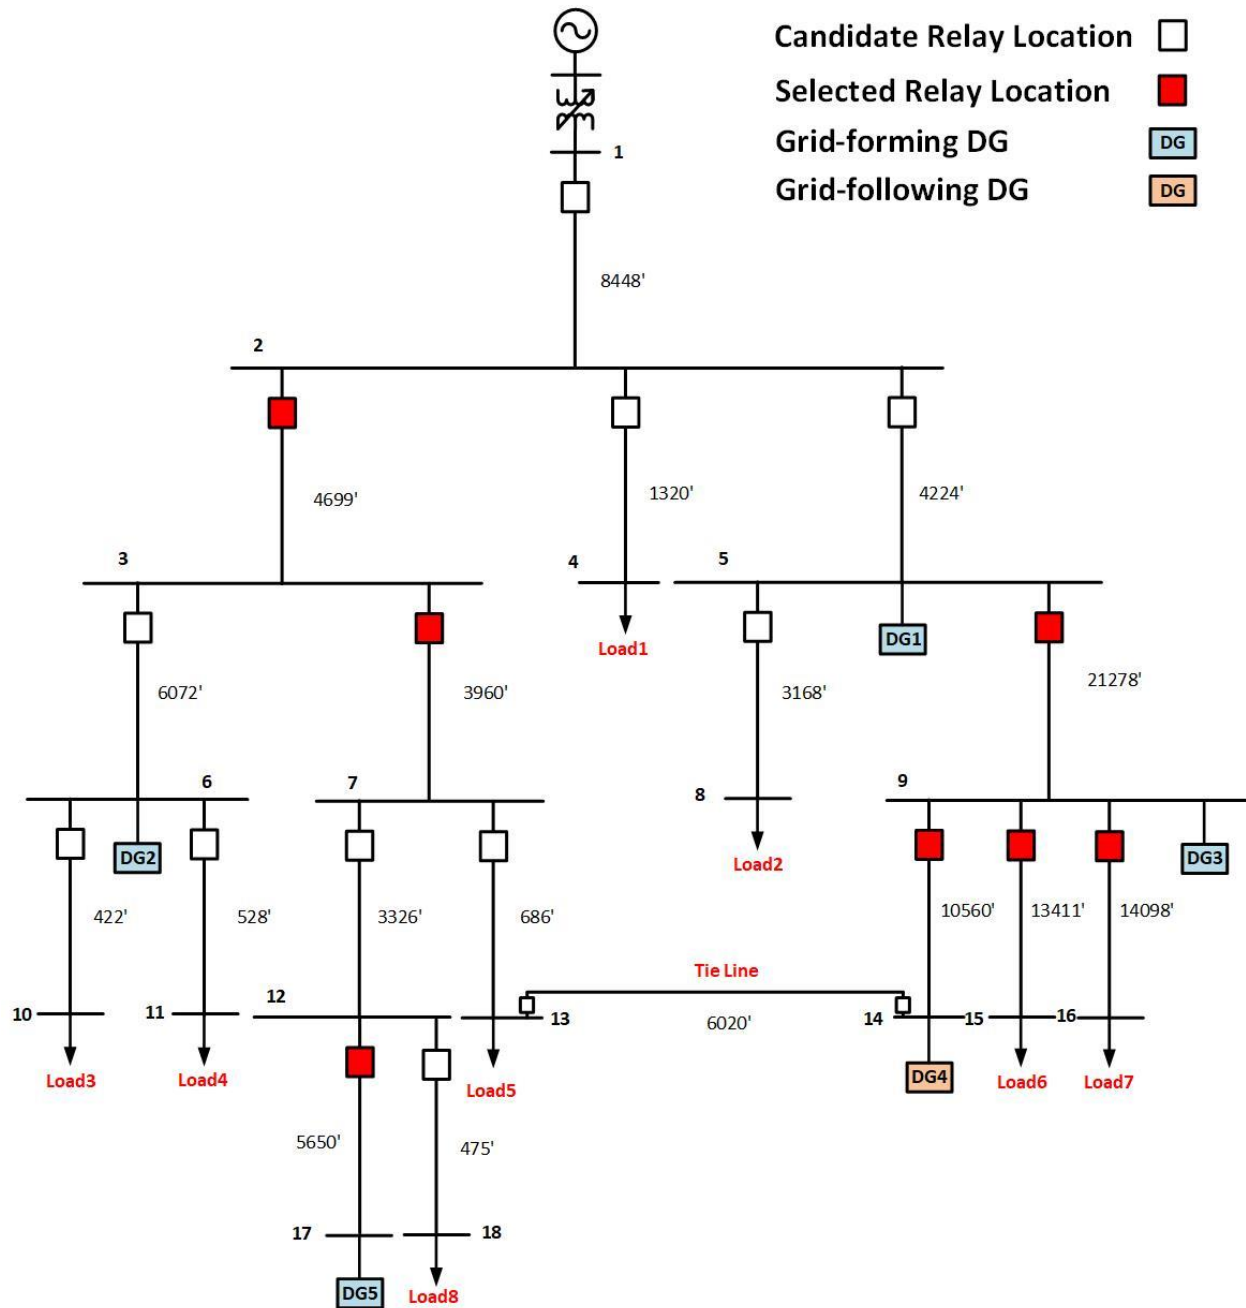 Candidate Relay Location
Selected Relay Location
Grid-forming DG DG
Grid-following DG DG
1
8448'
2
4699'
1320'
4224'
3
4
5
Load1
DG1
6072'
3960'
3168'
21278'
6
7
8
9
DG2
Load2
DG3
422'
528'
3326'
686'
10560'
13411'
14098'
Tie Line
10
11
12
13
6020'
14
15
16
Load3
Load4
Load5
DG4
Load6
Load7
5650'
475'
17
18
DG5
Load8